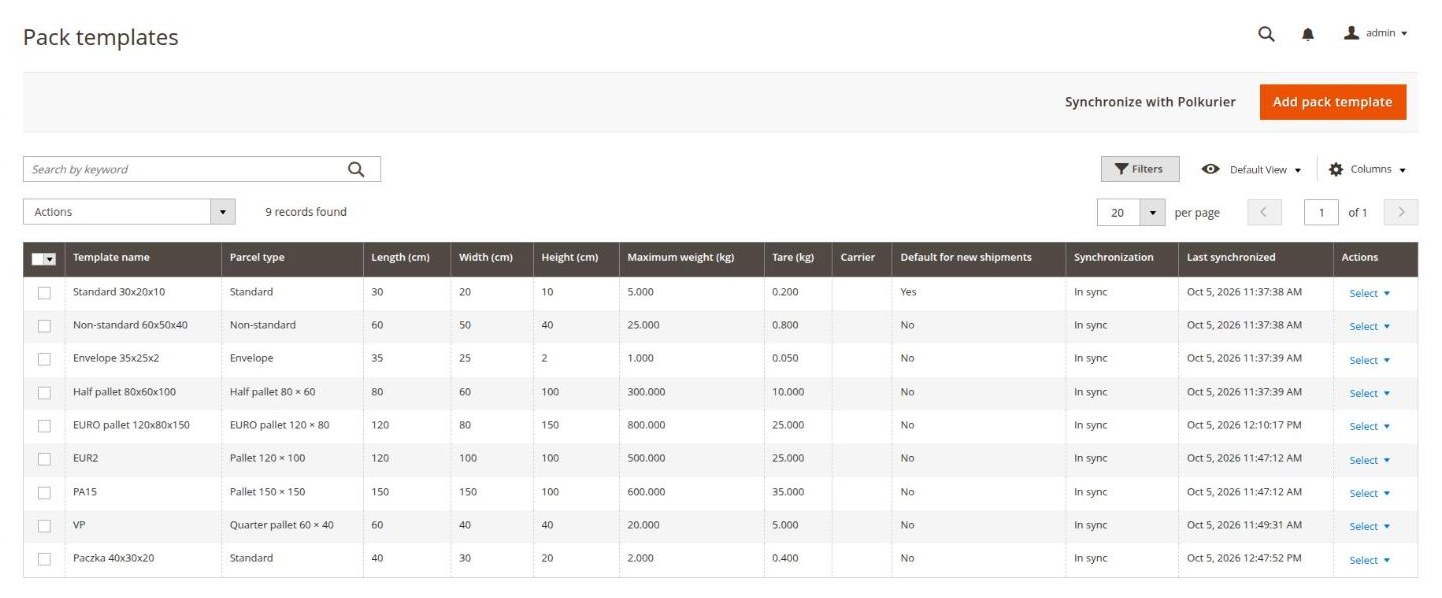 Pack templates
admin
Synchronize with Polkurier Add pack template
Search by keyword Filters Default View Columns
Actions 9 records found 20 per page 1 of 1
Template name Parcel type Length (cm) Width (cm) Height (cm) Maximum weight (kg) Tare (kg) Carrier Default for new shipments Synchronization Last synchronized Actions
Standard 30x20x10 Standard 30 20 10 5.000 0.200 Yes In sync Oct 5, 2026 11:37:38 AM Select
Non-standard 60x50x40 Non-standard 60 50 40 25.000 0.800 No In sync Oct 5, 2026 11:37:38 AM Select
Envelope 35x25x2 Envelope 35 25 2 1.000 0.050 No In sync Oct 5, 2026 11:37:39 AM Select
Half pallet 80x60x100 Half pallet 80 × 60 80 60 100 300.000 10.000 No In sync Oct 5, 2026 11:37:39 AM Select
EURO pallet 120x80x150 EURO pallet 120 × 80 120 80 150 800.000 25.000 No In sync Oct 5, 2026 12:10:17 PM Select
EUR2 Pallet 120 × 100 120 100 100 500.000 25.000 No In sync Oct 5, 2026 11:47:12 AM Select
PA15 Pallet 150 × 150 150 150 100 600.000 35.000 No In sync Oct 5, 2026 11:47:12 AM Select
VP Quarter pallet 60 × 40 60 40 40 20.000 5.000 No In sync Oct 5, 2026 11:49:31 AM Select
Paczka 40x30x20 Standard 40 30 20 2.000 0.400 No In sync Oct 5, 2026 12:47:52 PM Select